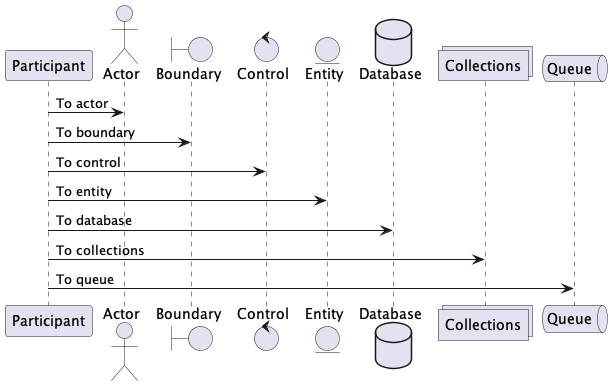 Participant Actor Boundary Control Entity Database Collections Queue
To actor
To boundary
To control
To entity
To database
To collections
To queue
Participant Actor Boundary Control Entity Database Collections Queue